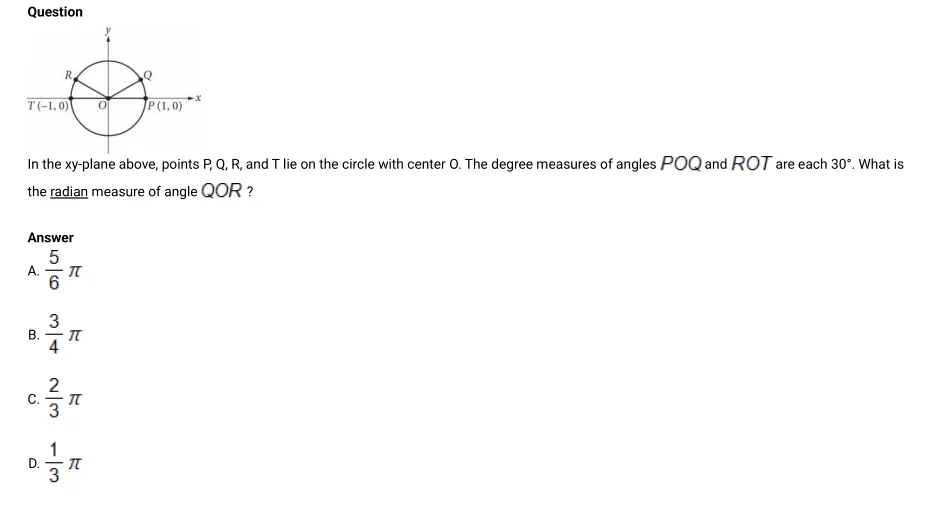 Question
y
R
Q
x
T (−1, 0)
O
P (1, 0)
In the xy-plane above, points P, Q, R, and T lie on the circle with center O. The degree measures of angles POQ and ROT are each 30°. What is
the radian measure of angle QOR ?
Answer
A. 5/6 π
B. 3/4 π
C. 2/3 π
D. 1/3 π